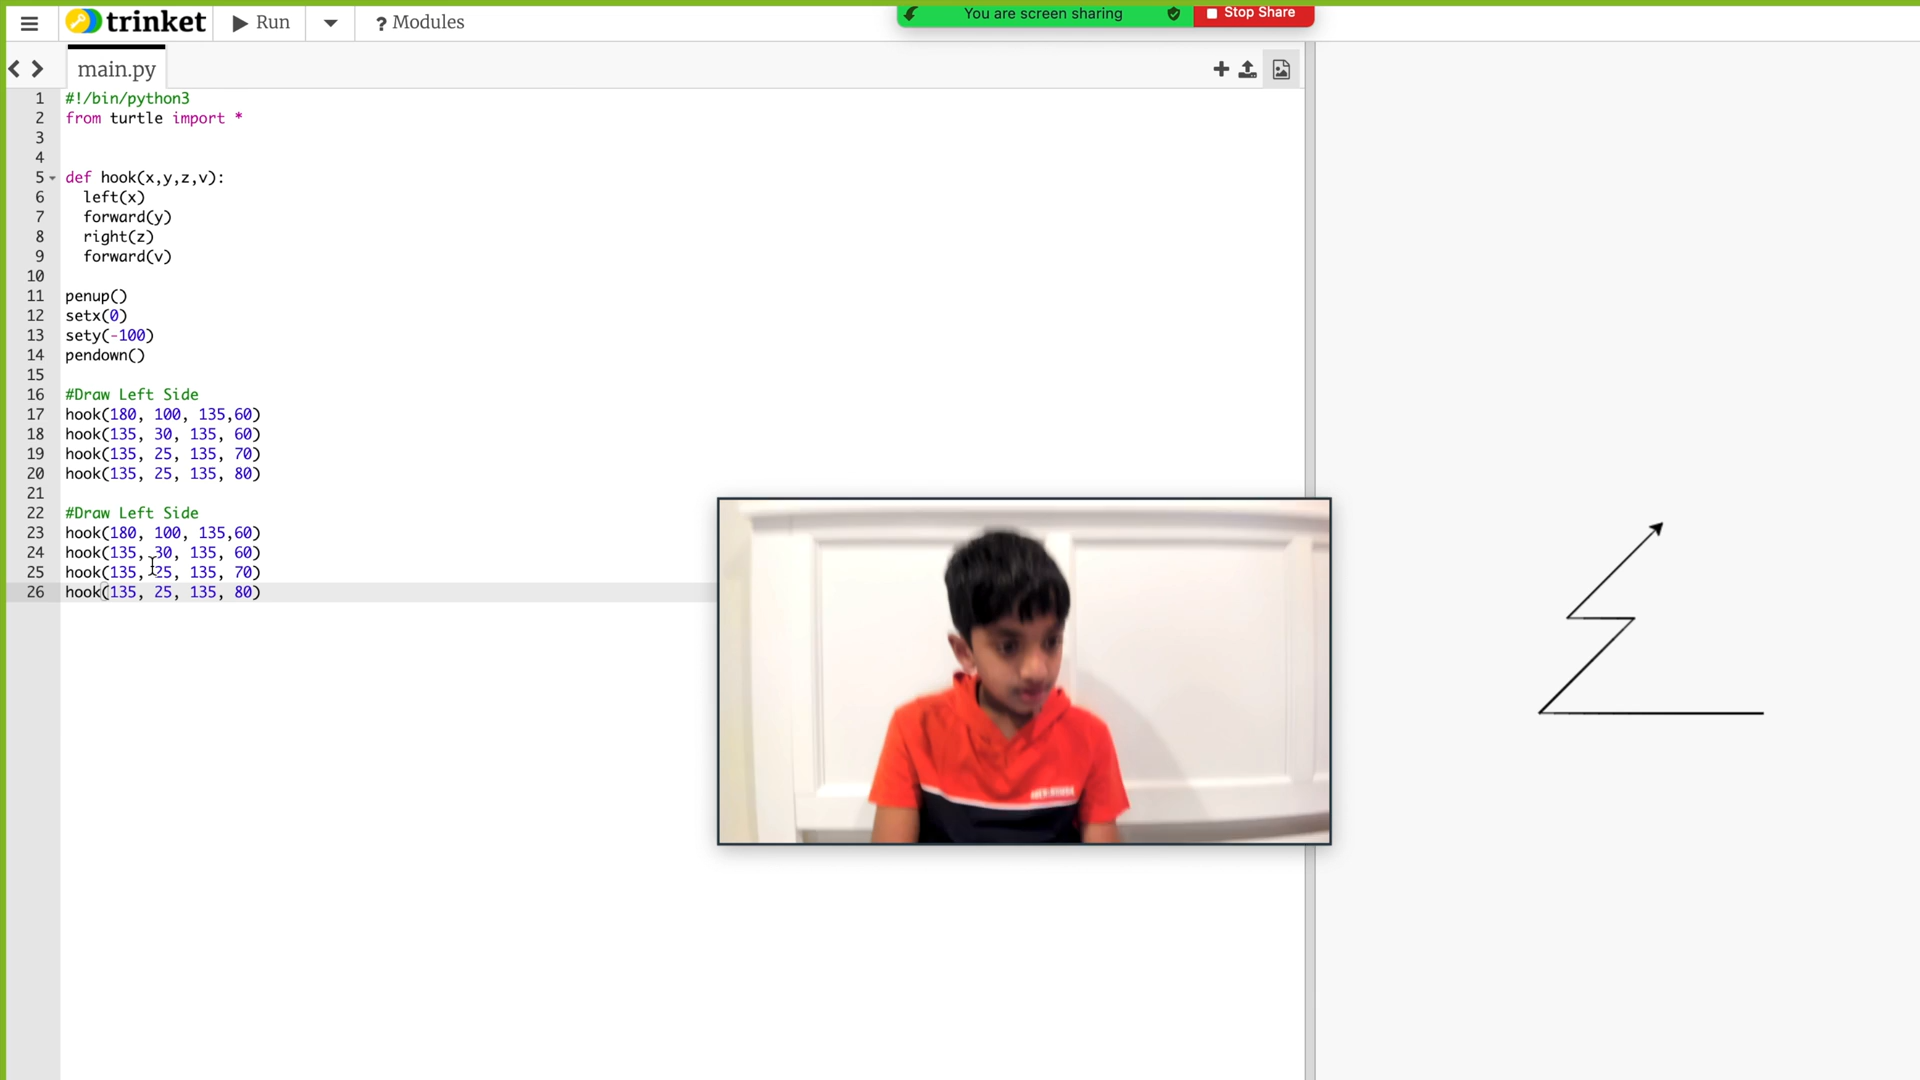 trinket Run ? Modules
You are screen sharing Stop Share
main.py
1 #!/bin/python3
2 from turtle import *
3
4
5 def hook(x,y,z,v):
6 left(x)
7 forward(y)
8 right(z)
9 forward(v)
10
11 penup()
12 setx(0)
13 sety(-100)
14 pendown()
15
16 #Draw Left Side
17 hook(180, 100, 135,60)
18 hook(135, 30, 135, 60)
19 hook(135, 25, 135, 70)
20 hook(135, 25, 135, 80)
21
22 #Draw Left Side
23 hook(180, 100, 135,60)
24 hook(135, 30, 135, 60)
25 hook(135, 25, 135, 70)
26 hook(135, 25, 135, 80)